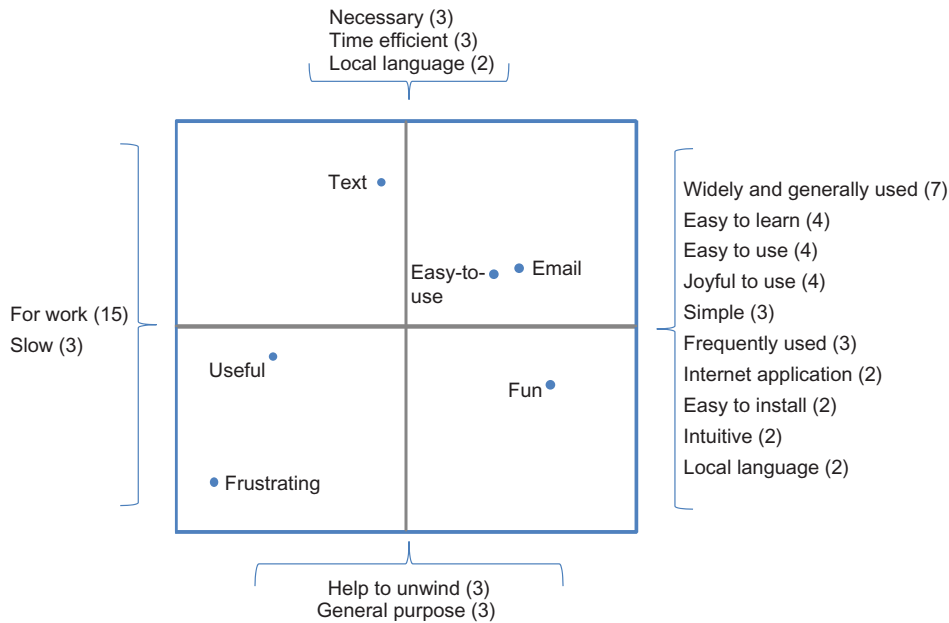 Necessary (3)
Time efficient (3)
Local language (2)
Text
Easy-to-
use
Email
Useful
Fun
Frustrating
For work (15)
Slow (3)
Widely and generally used (7)
Easy to learn (4)
Easy to use (4)
Joyful to use (4)
Simple (3)
Frequently used (3)
Internet application (2)
Easy to install (2)
Intuitive (2)
Local language (2)
Help to unwind (3)
General purpose (3)